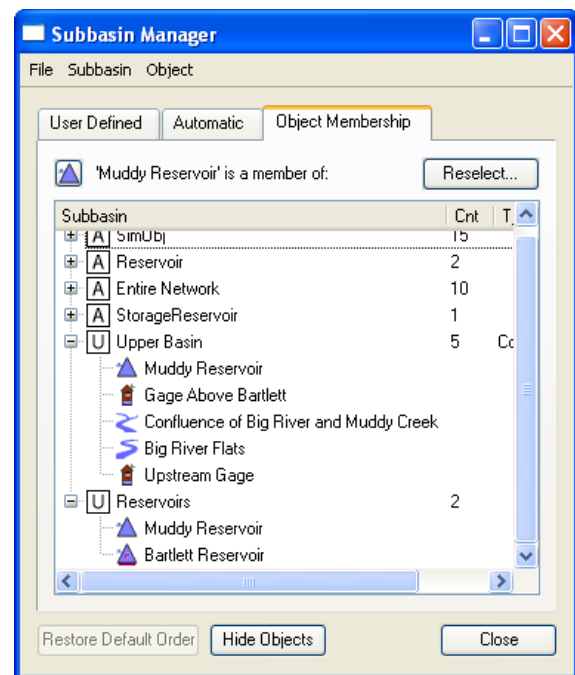 Subbasin Manager
File Subbasin Object
User Defined Automatic Object Membership
'Muddy Reservoir' is a member of: Reselect...
Subbasin Cnt T
A SimObj 15
A Reservoir 2
A Entire Network 10
A StorageReservoir 1
U Upper Basin 5 Cc
Muddy Reservoir
Gage Above Bartlett
Confluence of Big River and Muddy Creek
Big River Flats
Upstream Gage
U Reservoirs 2
Muddy Reservoir
Bartlett Reservoir
Restore Default Order Hide Objects Close